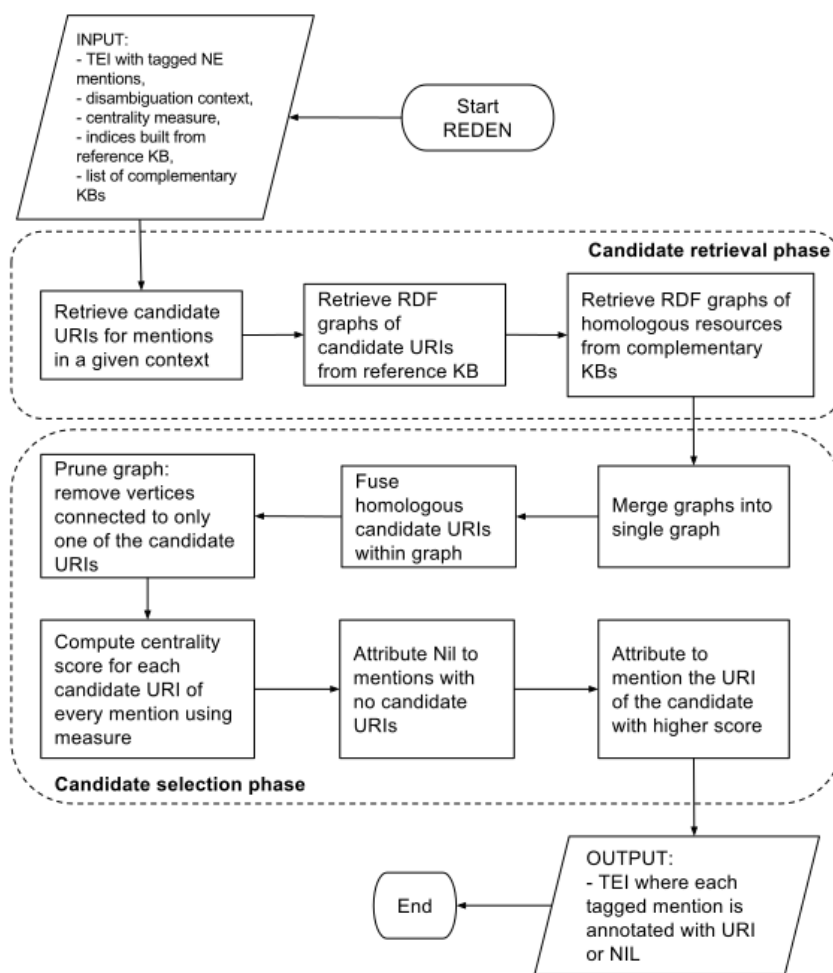 INPUT:
- TEI with tagged NE
mentions,
- disambiguation context,
- centrality measure,
- indices built from
reference KB,
- list of complementary
KBs
Start
REDEN
Candidate retrieval phase
Retrieve candidate
URIs for mentions
in a given context
Retrieve RDF
graphs of
candidate URIs
from reference KB
Retrieve RDF graphs of
homologous resources
from complementary
KBs
Prune graph:
remove vertices
connected to only
one of the candidate
URIs
Fuse
homologous
candidate URIs
within graph
Merge graphs into
single graph
Compute centrality
score for each
candidate URI of
every mention using
measure
Attribute Nil to
mentions with
no candidate
URIs
Attribute to
mention the URI
of the candidate
with higher score
Candidate selection phase
OUTPUT:
- TEI where each
tagged mention is
annotated with URI
or NIL
End